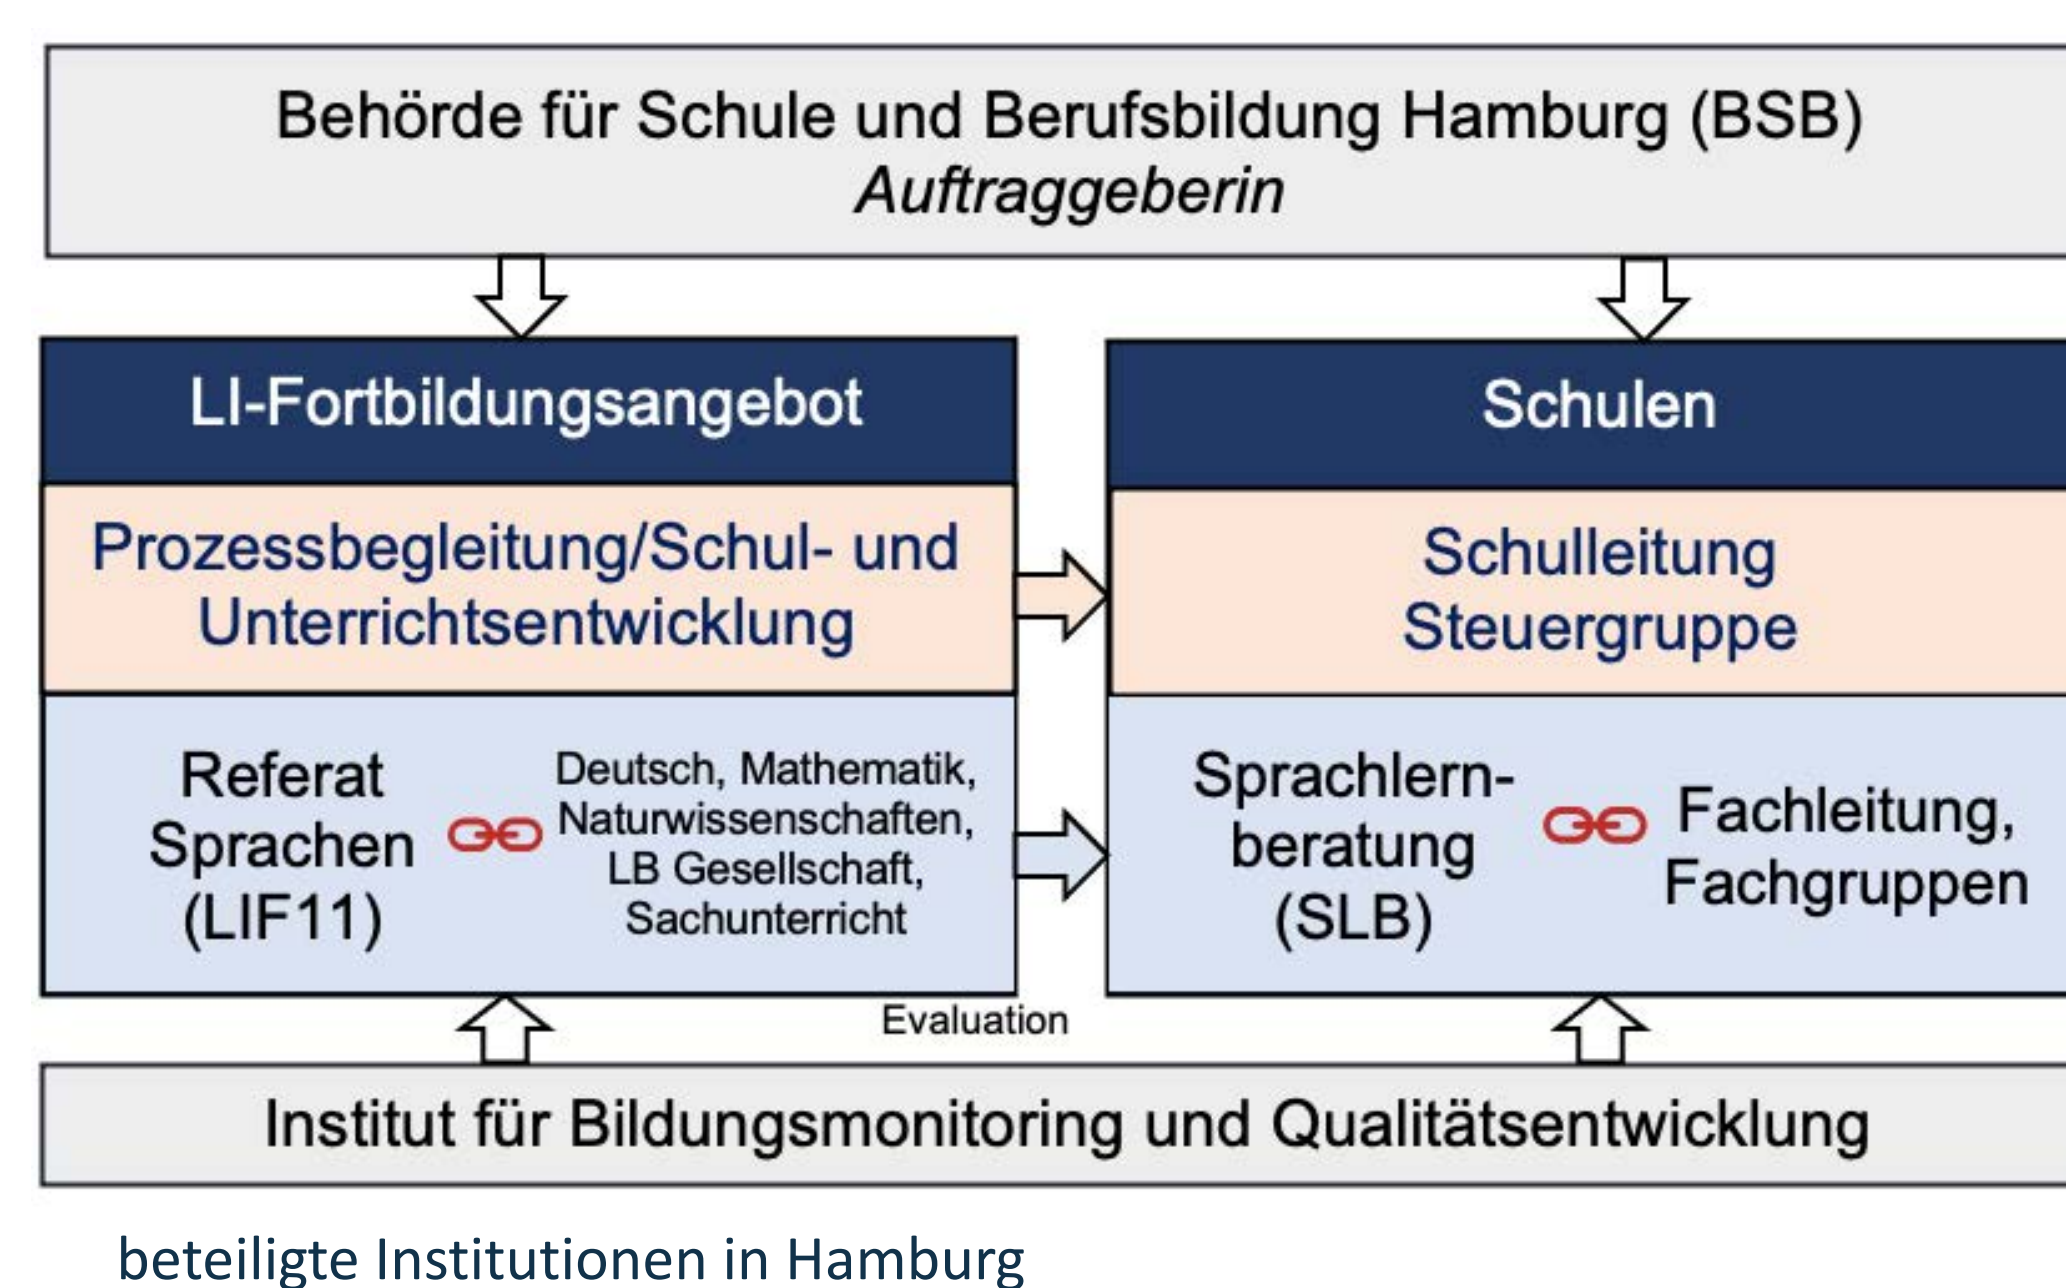 Behörde für Schule und Berufsbildung Hamburg (BSB)
Auftraggeberin
LI-Fortbildungsangebot
Prozessbegleitung/Schul- und
Unterrichtsentwicklung
Referat
Sprachen
(LIF11)
Deutsch, Mathematik,
Naturwissenschaften,
LB Gesellschaft,
Sachunterricht
Schulen
Schulleitung
Steuergruppe
Sprachlern-
beratung
(SLB)
Fachleitung,
Fachgruppen
Evaluation
Institut für Bildungsmonitoring und Qualitätsentwicklung
beteiligte Institutionen in Hamburg